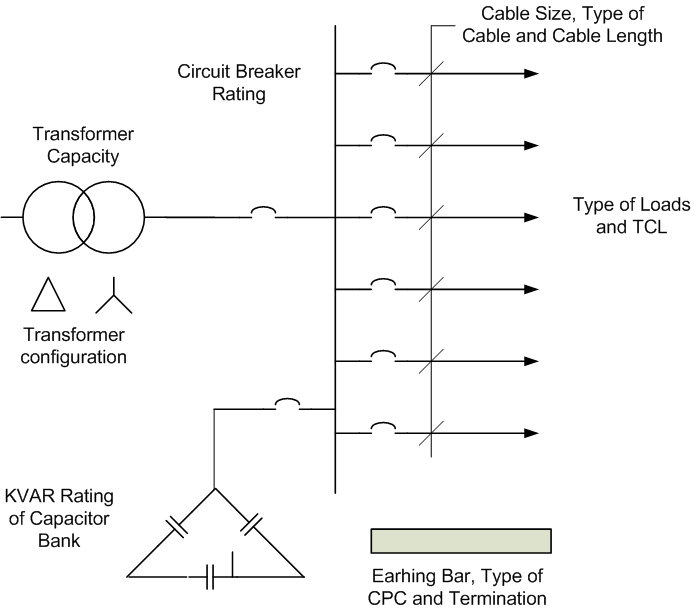 Cable Size, Type of
Cable and Cable Length
Circuit Breaker
Rating
Transformer
Capacity
Type of Loads
and TCL
Transformer
configuration
KVAR Rating
of Capacitor
Bank
Earhing Bar, Type of
CPC and Termination